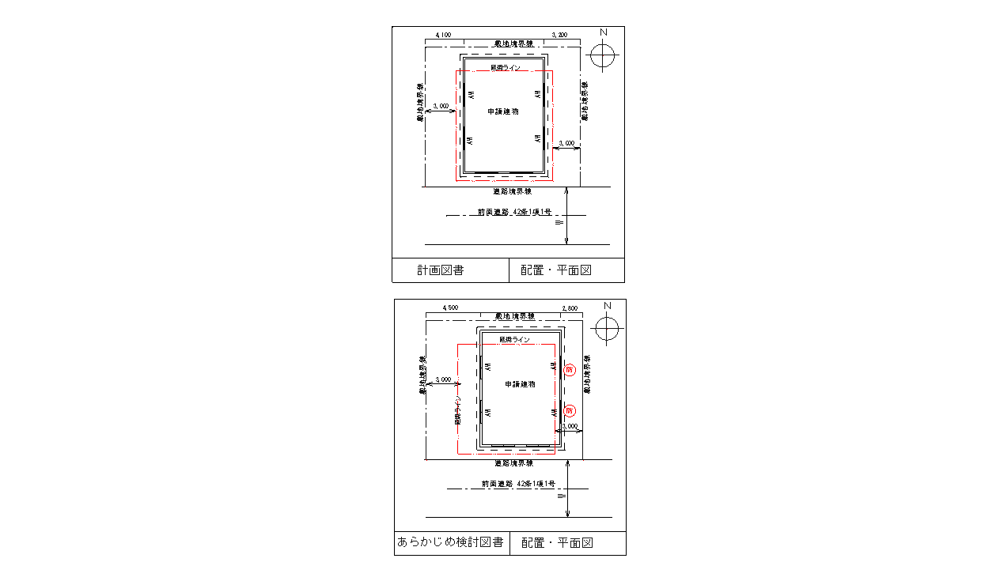 4,100
3,200
N
敷地境界線
延焼ライン
敷地境界線
敷地境界線
AW
AW
3,000
申請建物
AW
AW
3,000
道路境界線
前面道路 42条1項1号
W
計画図書
配置・平面図
4,500
2,800
N
敷地境界線
延焼ライン
敷地境界線
敷地境界線
AW
AW
防
3,000
申請建物
延焼ライン
AW
AW
防
3,000
道路境界線
前面道路 42条1項1号
W
あらかじめ検討図書
配置・平面図